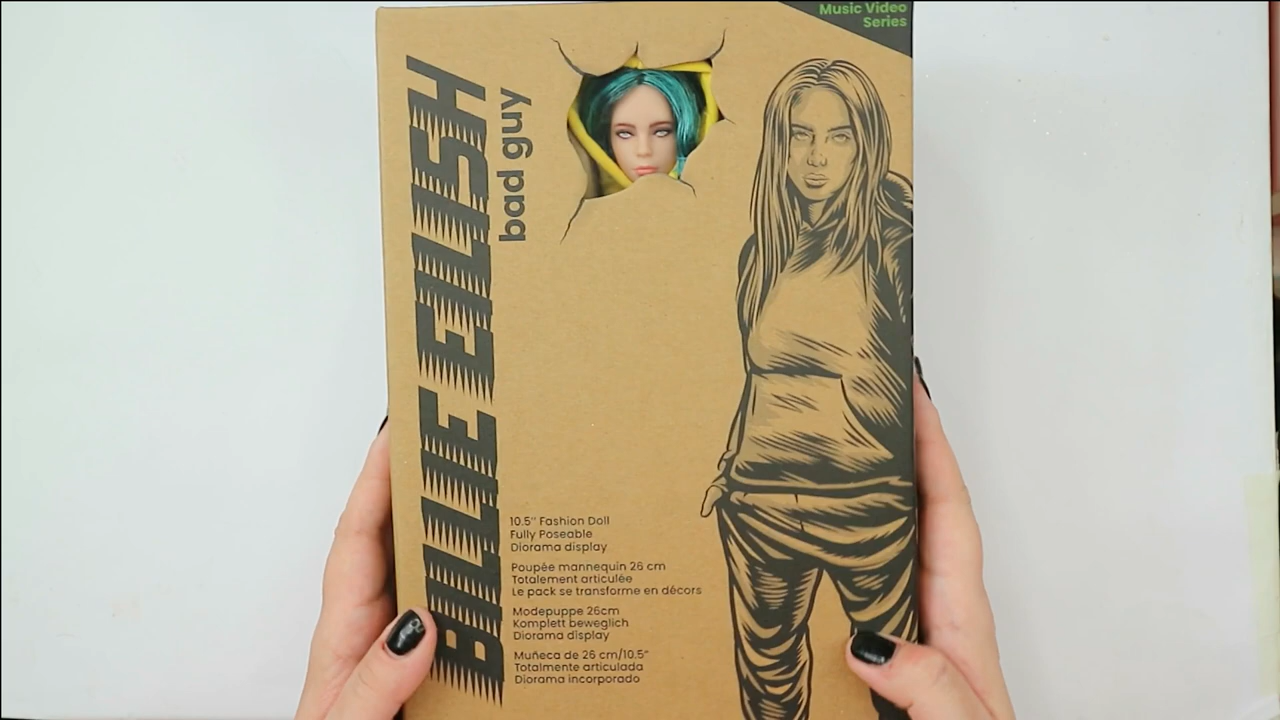 Music Video
Series
BILLIE EILISH
bad guy
10.5" Fashion Doll
Fully Poseable
Diorama display
Poupée mannequin 26 cm
Totalement articulée
Le pack se transforme en décors
Modepuppe 26cm
Komplett beweglich
Diorama display
Muñeca de 26 cm/10.5"
Totalmente articulada
Diorama incorporado